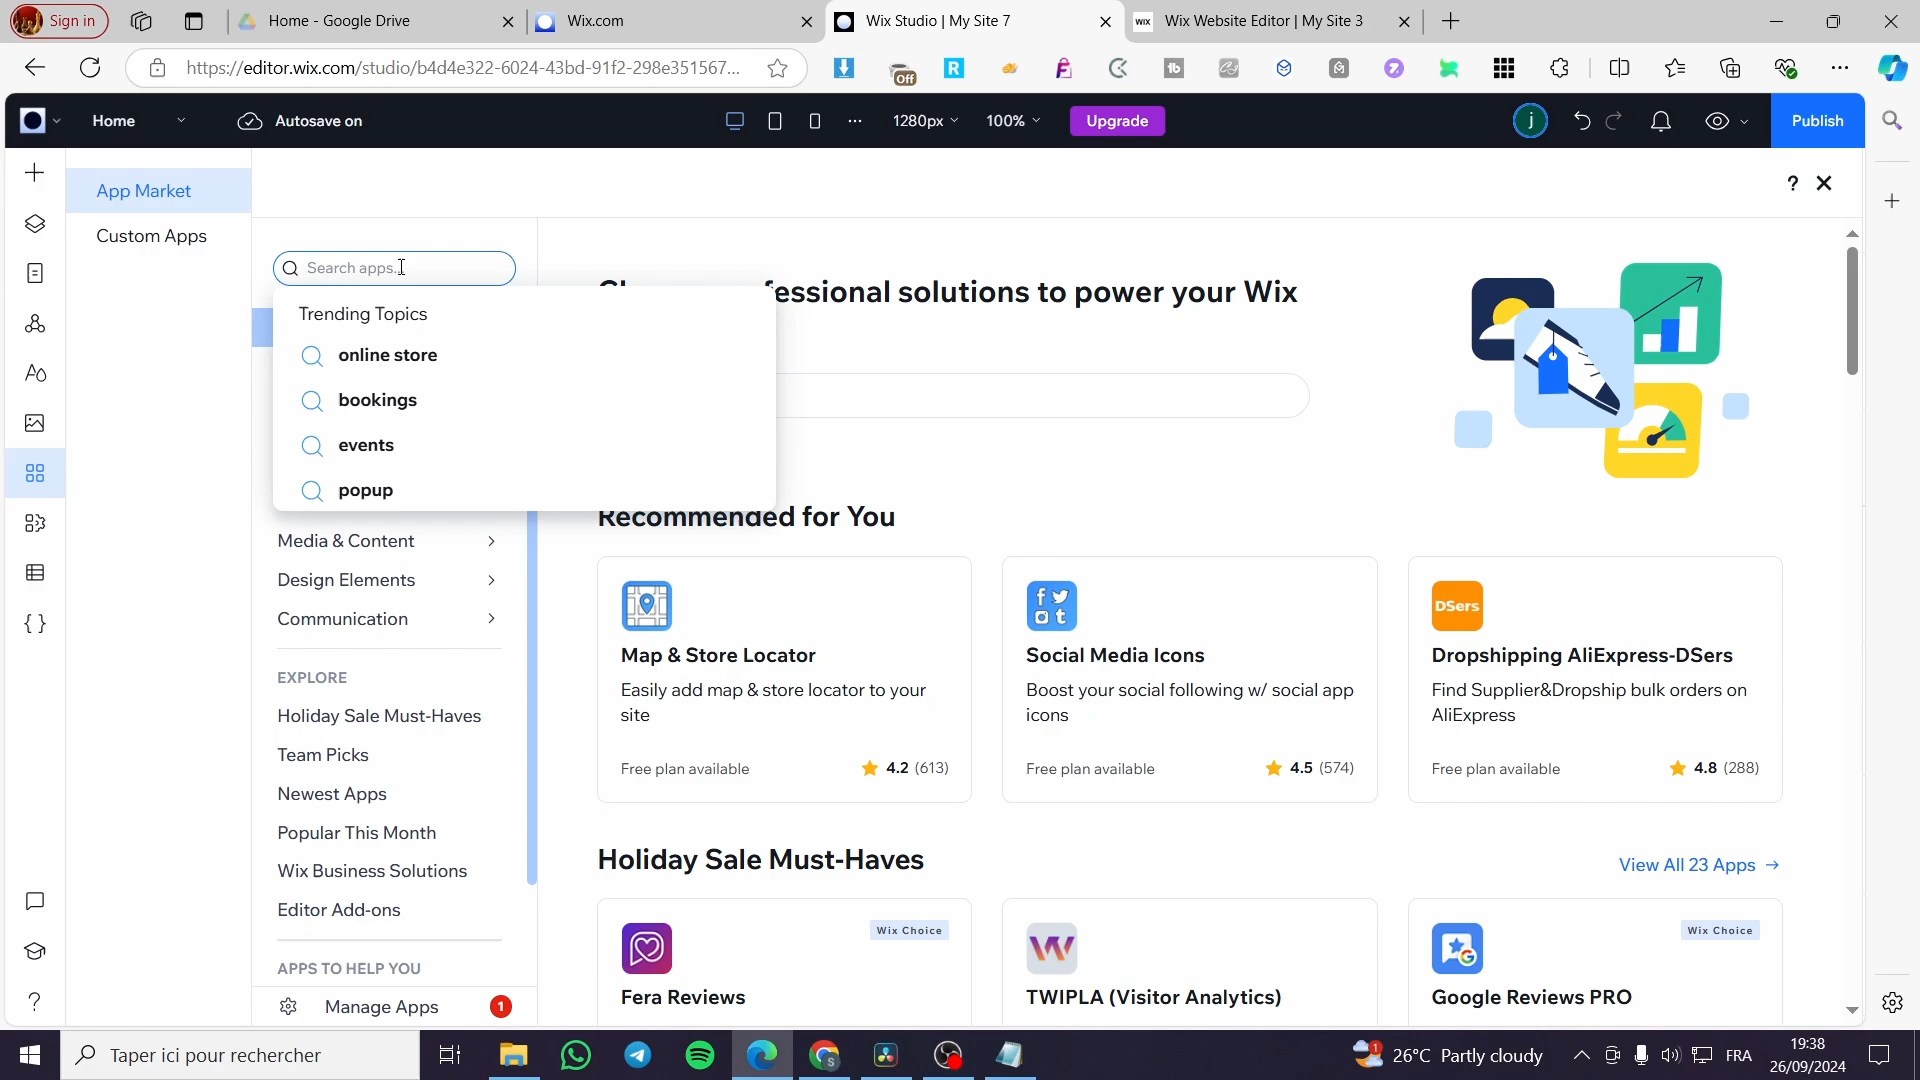 Sign in
Home - Google Drive
Wix.com
Wix Studio | My Site 7
WIX
Wix Website Editor | My Site 3
https://editor.wix.com/studio/b4d4e322-6024-43bd-91f2-298e351567...
Off
Home
Autosave on
1280px
100%
Upgrade
j
Publish
App Market
Custom Apps
Search apps...
essional solutions to power your Wix
Trending Topics
online store
bookings
events
popup
Recommended for You
Media & Content
Design Elements
Communication
EXPLORE
Holiday Sale Must-Haves
Team Picks
Newest Apps
Popular This Month
Wix Business Solutions
Editor Add-ons
APPS TO HELP YOU
Manage Apps
1
Map & Store Locator
Easily add map & store locator to your
site
Free plan available
4.2 (613)
Social Media Icons
Boost your social following w/ social app
icons
Free plan available
4.5 (574)
DSers
Dropshipping AliExpress-DSers
Find Supplier&Dropship bulk orders on
AliExpress
Free plan available
4.8 (288)
Holiday Sale Must-Haves
View All 23 Apps →
Wix Choice
Fera Reviews
TWIPLA (Visitor Analytics)
Wix Choice
Google Reviews PRO
Taper ici pour rechercher
26°C Partly cloudy
FRA
19:38
26/09/2024